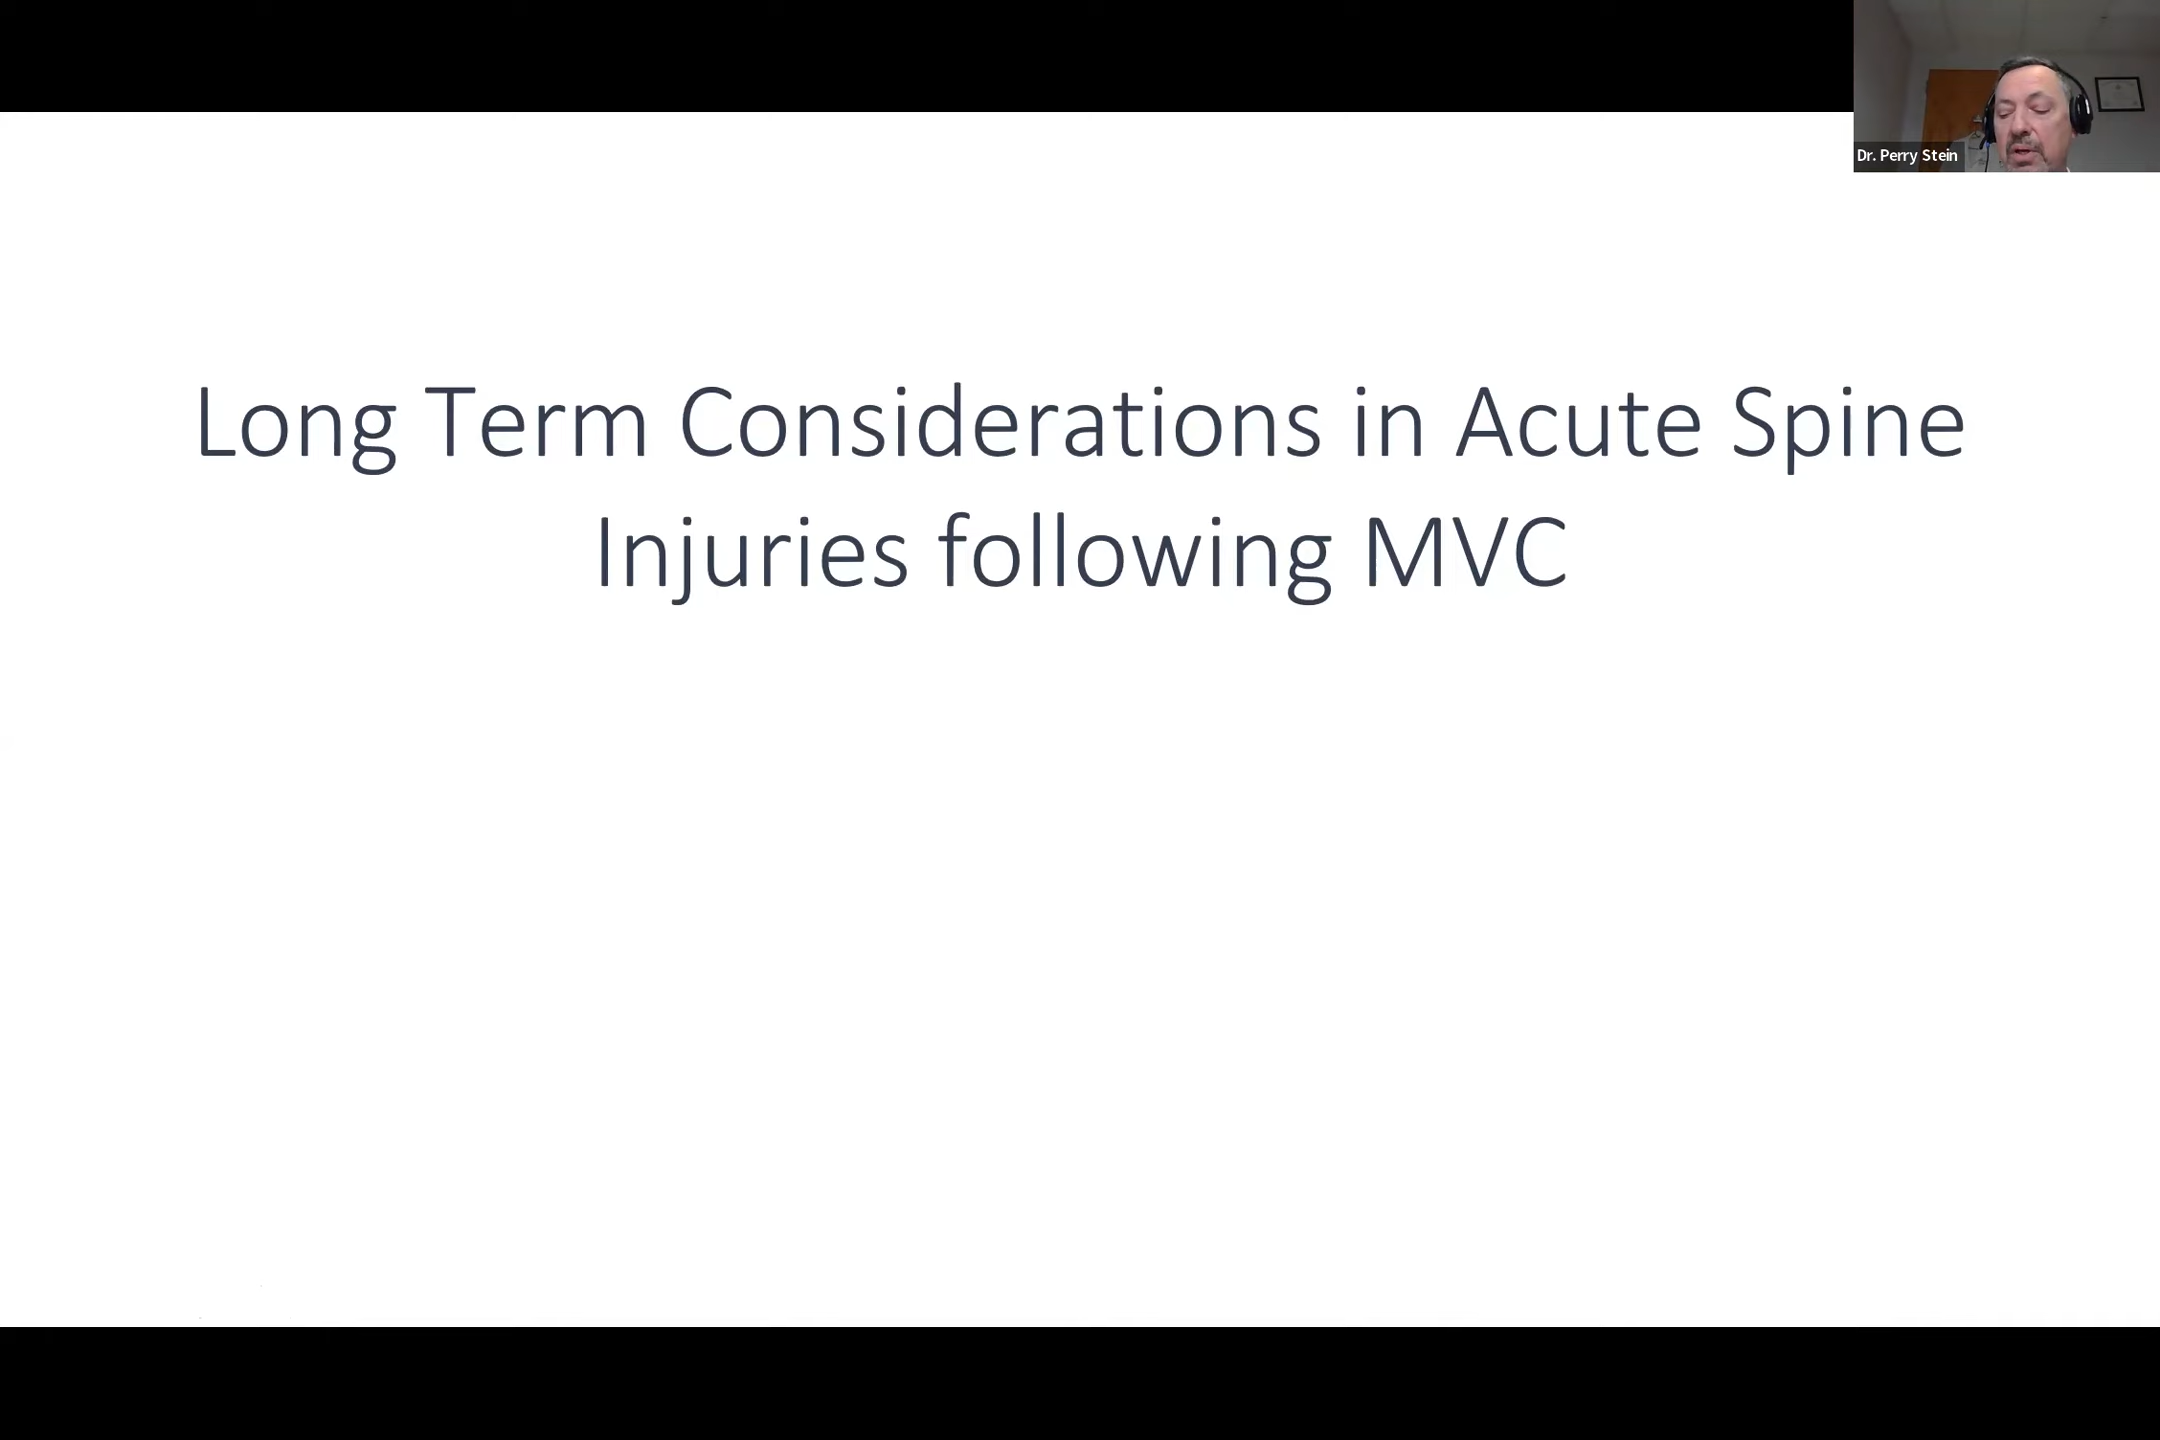 Dr. Perry Stein
Long Term Considerations in Acute Spine
Injuries following MVC